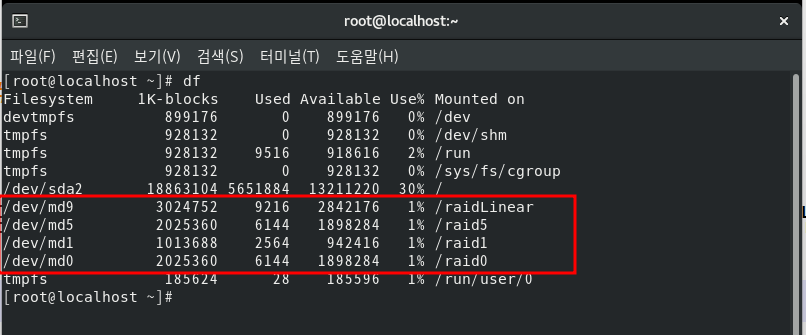 root@localhost:~
파일(F) 편집(E) 보기(V) 검색(S) 터미널(T) 도움말(H)
[root@localhost ~]# df
Filesystem     1K-blocks    Used Available Use% Mounted on
devtmpfs          899176       0    899176   0% /dev
tmpfs             928132       0    928132   0% /dev/shm
tmpfs             928132    9516    918616   2% /run
tmpfs             928132       0    928132   0% /sys/fs/cgroup
/dev/sda2       18863104 5651884  13211220  30% /
/dev/md9         3024752    9216   2842176   1% /raidLinear
/dev/md5         2025360    6144   1898284   1% /raid5
/dev/md1         1013688    2564    942416   1% /raid1
/dev/md0         2025360    6144   1898284   1% /raid0
tmpfs             185624      28    185596   1% /run/user/0
[root@localhost ~]#